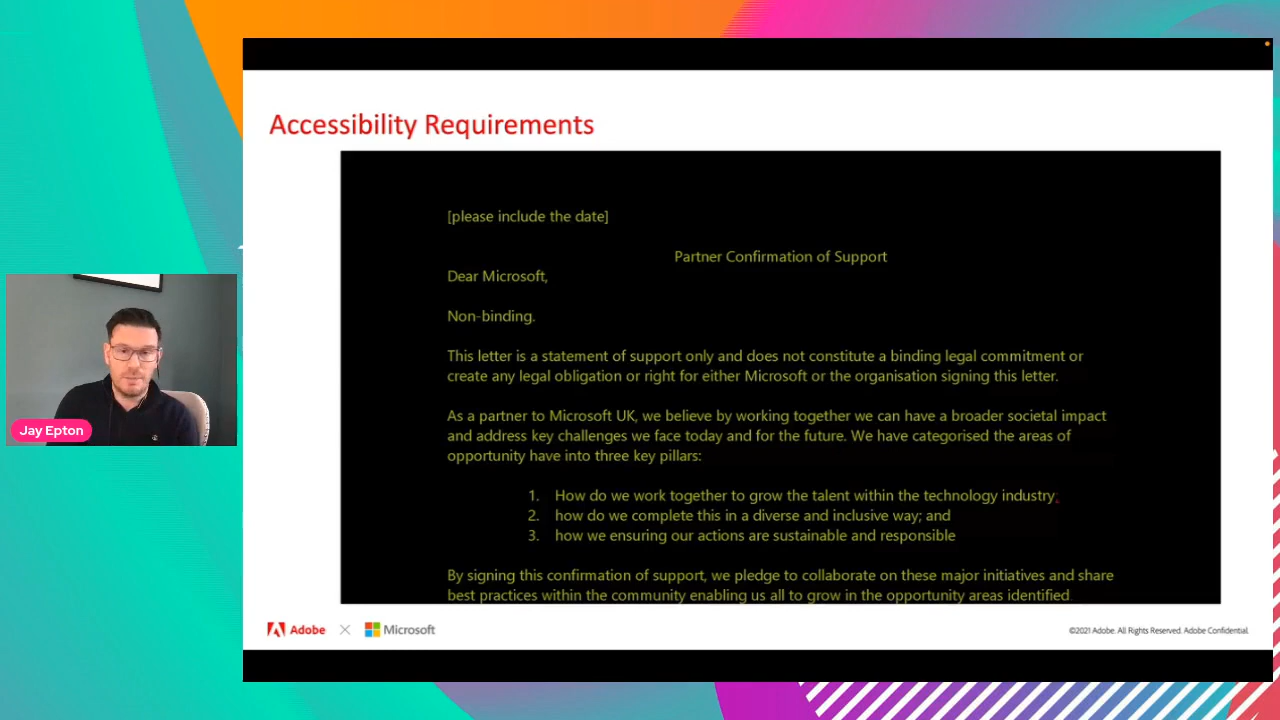 Accessibility Requirements
[please include the date]
Partner Confirmation of Support
Dear Microsoft,
Non-binding.
This letter is a statement of support only and does not constitute a binding legal commitment or
create any legal obligation or right for either Microsoft or the organisation signing this letter.
As a partner to Microsoft UK, we believe by working together we can have a broader societal impact
and address key challenges we face today and for the future. We have categorised the areas of
opportunity have into three key pillars:
1. How do we work together to grow the talent within the technology industry;
2. how do we complete this in a diverse and inclusive way; and
3. how we ensuring our actions are sustainable and responsible
By signing this confirmation of support, we pledge to collaborate on these major initiatives and share
best practices within the community enabling us all to grow in the opportunity areas identified.
Jay Epton
Adobe × Microsoft
©2021 Adobe. All Rights Reserved. Adobe Confidential.